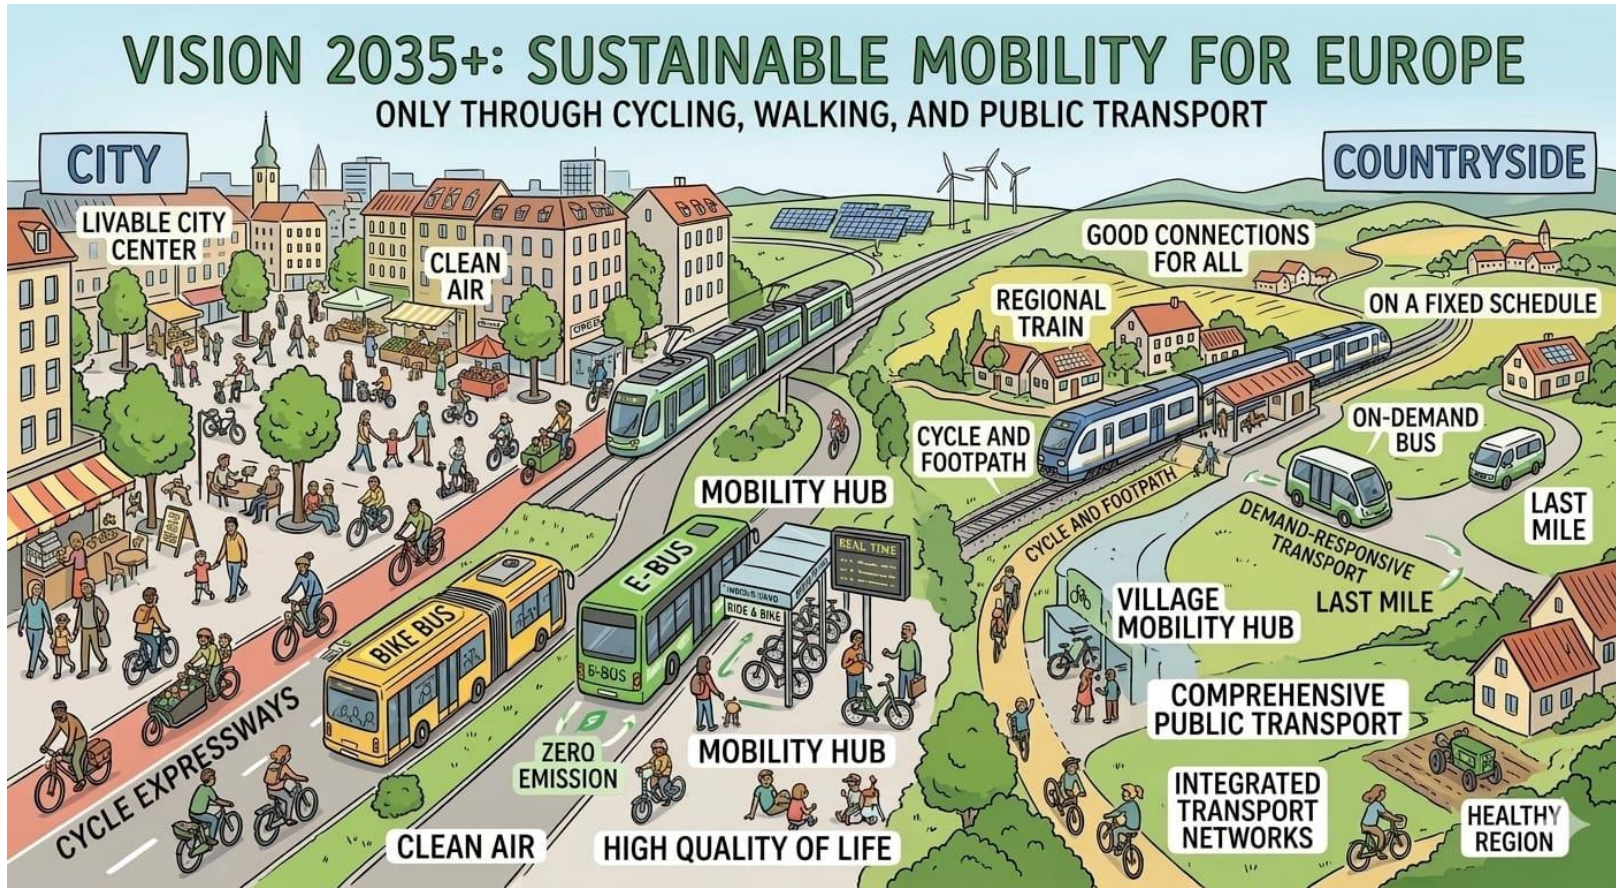 VISION 2035+: SUSTAINABLE MOBILITY FOR EUROPE
ONLY THROUGH CYCLING, WALKING, AND PUBLIC TRANSPORT
CITY
COUNTRYSIDE
LIVABLE CITY
CENTER
CLEAN
AIR
GOOD CONNECTIONS
FOR ALL
REGIONAL
TRAIN
ON A FIXED SCHEDULE
CYCLE AND
FOOTPATH
ON-DEMAND
BUS
MOBILITY HUB
CYCLE AND FOOTPATH
LAST
MILE
DEMAND-RESPONSIVE
TRANSPORT
LAST MILE
REAL TIME
E-BUS
RIDE & BIKE
BIKE BUS
E-BUS
VILLAGE
MOBILITY HUB
COMPREHENSIVE
PUBLIC TRANSPORT
CYCLE EXPRESSWAYS
ZERO
EMISSION
MOBILITY HUB
INTEGRATED
TRANSPORT
NETWORKS
HEALTHY
REGION
CLEAN AIR
HIGH QUALITY OF LIFE